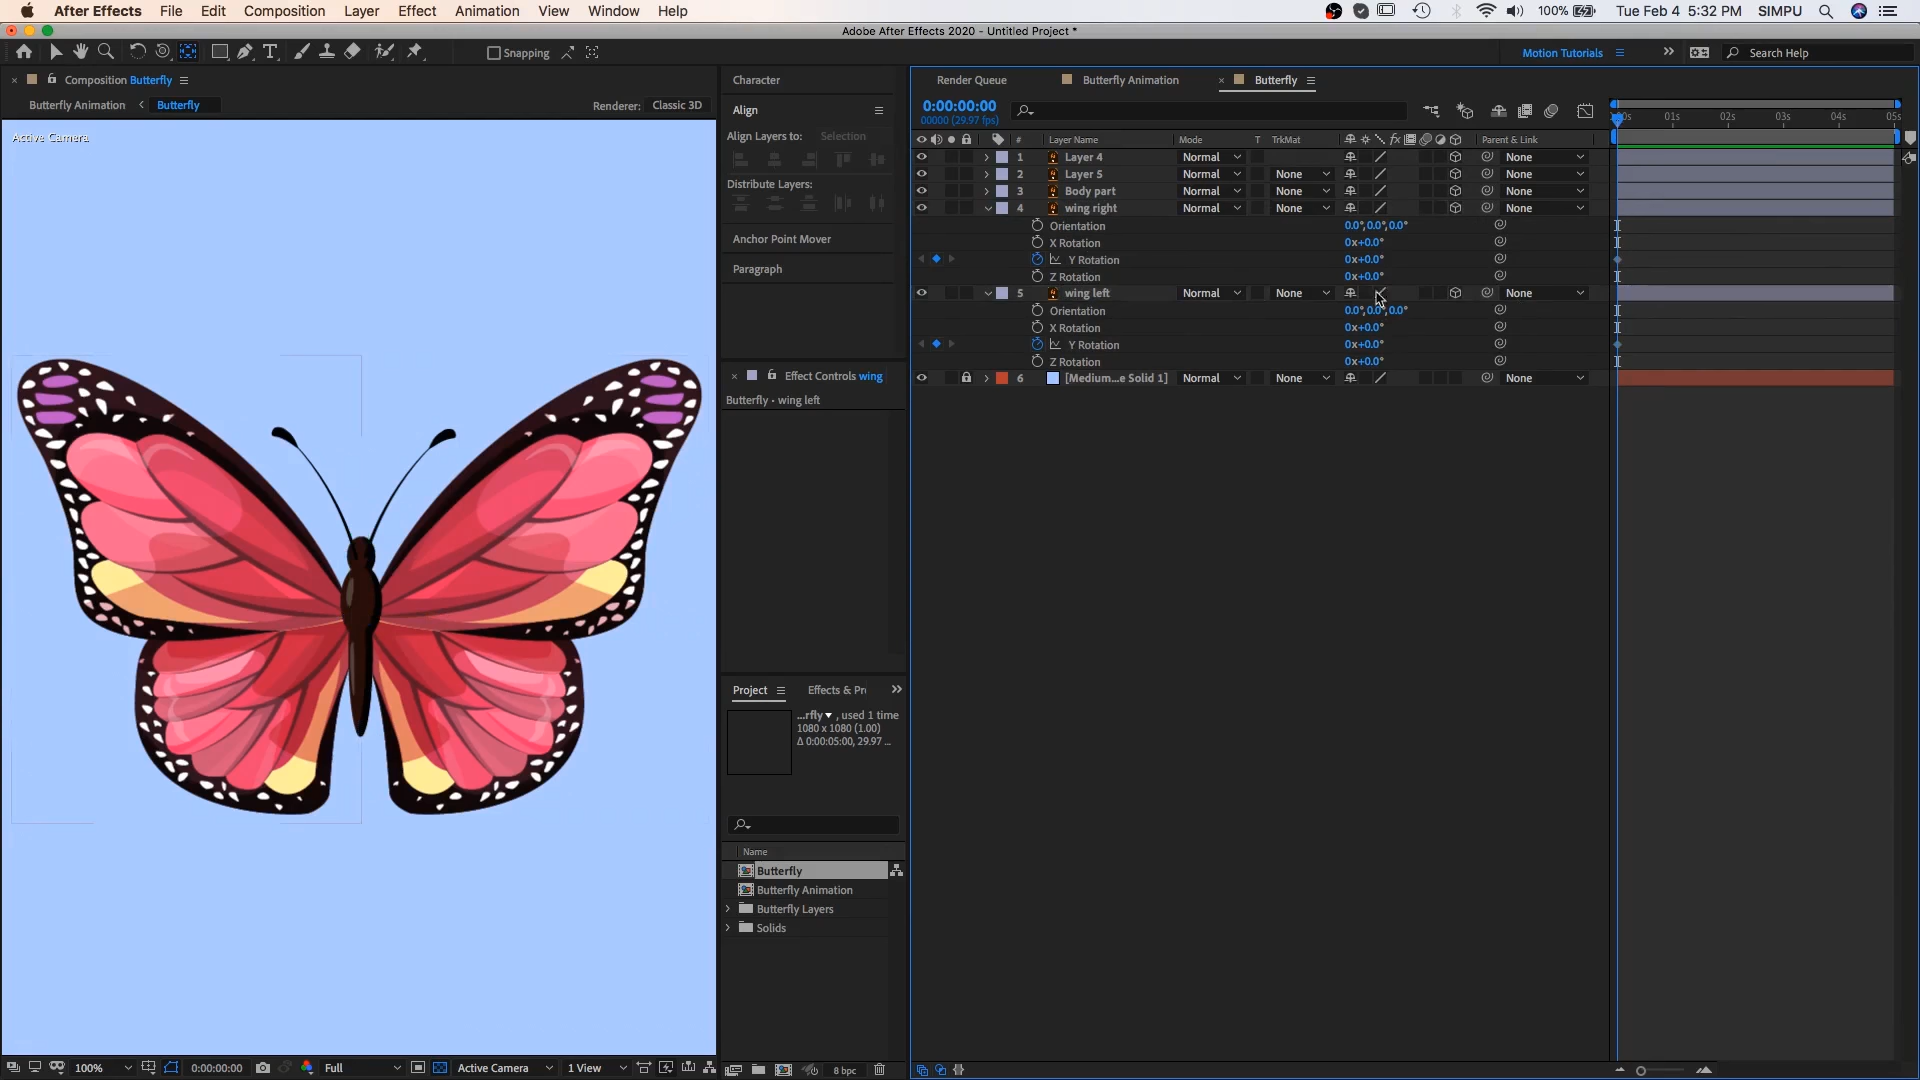 After Effects File Edit Composition Layer Effect Animation View Window Help
100% Tue Feb 4 5:32 PM SIMPU
Adobe After Effects 2020 - Untitled Project *
Snapping
Motion Tutorials
Search Help
Composition Butterfly
Butterfly Animation Butterfly
Renderer: Classic 3D
Active Camera
Character
Align
Align Layers to: Selection
Distribute Layers:
Anchor Point Mover
Paragraph
Effect Controls wing
Butterfly • wing left
Project Effects & Pr
...rfly , used 1 time
1080 x 1080 (1.00)
Δ 0:00:05:00, 29.97 ...
Name
Butterfly
Butterfly Animation
Butterfly Layers
Solids
8 bpc
100% 0:00:00:00 Full Active Camera 1 View
Render Queue Butterfly Animation Butterfly
0:00:00:00
00000 (29.97 fps)
01s 02s 03s 04s 05s
# Layer Name Mode T TrkMat fx Parent & Link
1 Layer 4 Normal None
2 Layer 5 Normal None None
3 Body part Normal None None
4 wing right Normal None None
Orientation 0.0°,0.0°,0.0°
X Rotation 0x+0.0°
Y Rotation 0x+0.0°
Z Rotation 0x+0.0°
5 wing left Normal None None
Orientation 0.0°,0.0°,0.0°
X Rotation 0x+0.0°
Y Rotation 0x+0.0°
Z Rotation 0x+0.0°
6 [Medium...e Solid 1] Normal None None